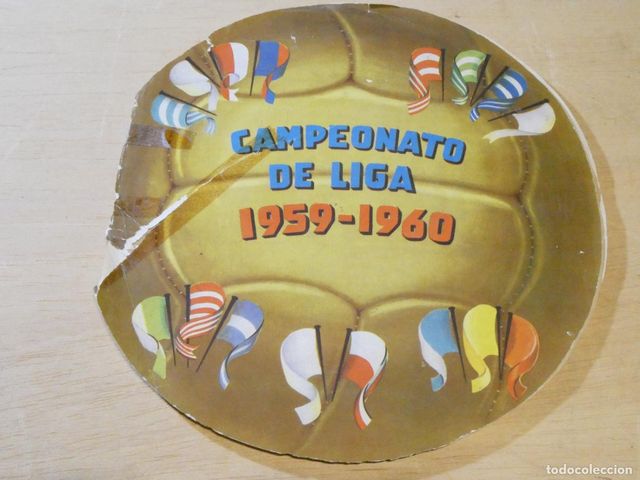 CAMPEONATO
DE LIGA
1959-1960
todocoleccion